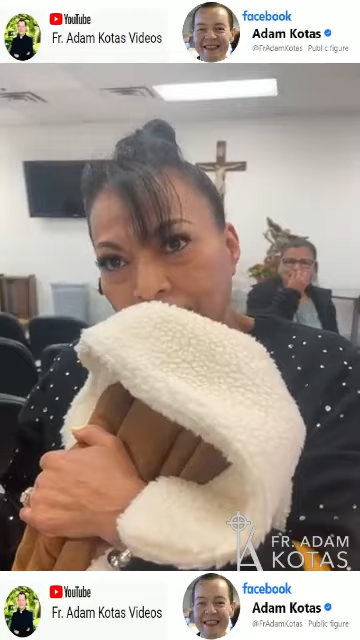 YouTube
Fr. Adam Kotas Videos
facebook
Adam Kotas
@FrAdamKotas · Public figure
FR. ADAM
KOTAS
YouTube
Fr. Adam Kotas Videos
facebook
Adam Kotas
@FrAdamKotas · Public figure